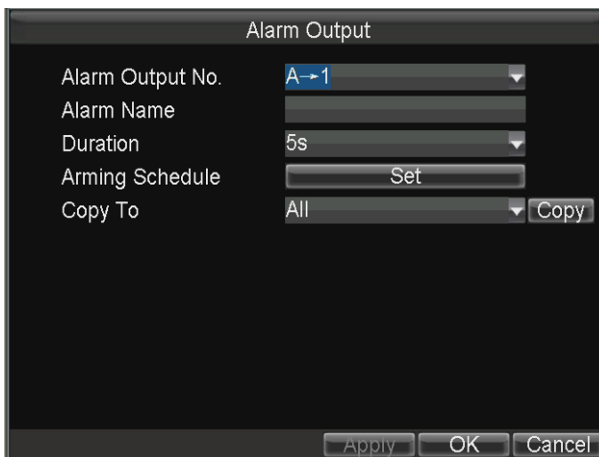 Alarm Output
Alarm Output No. A→1
Alarm Name
Duration 5s
Arming Schedule Set
Copy To All Copy
Apply OK Cancel